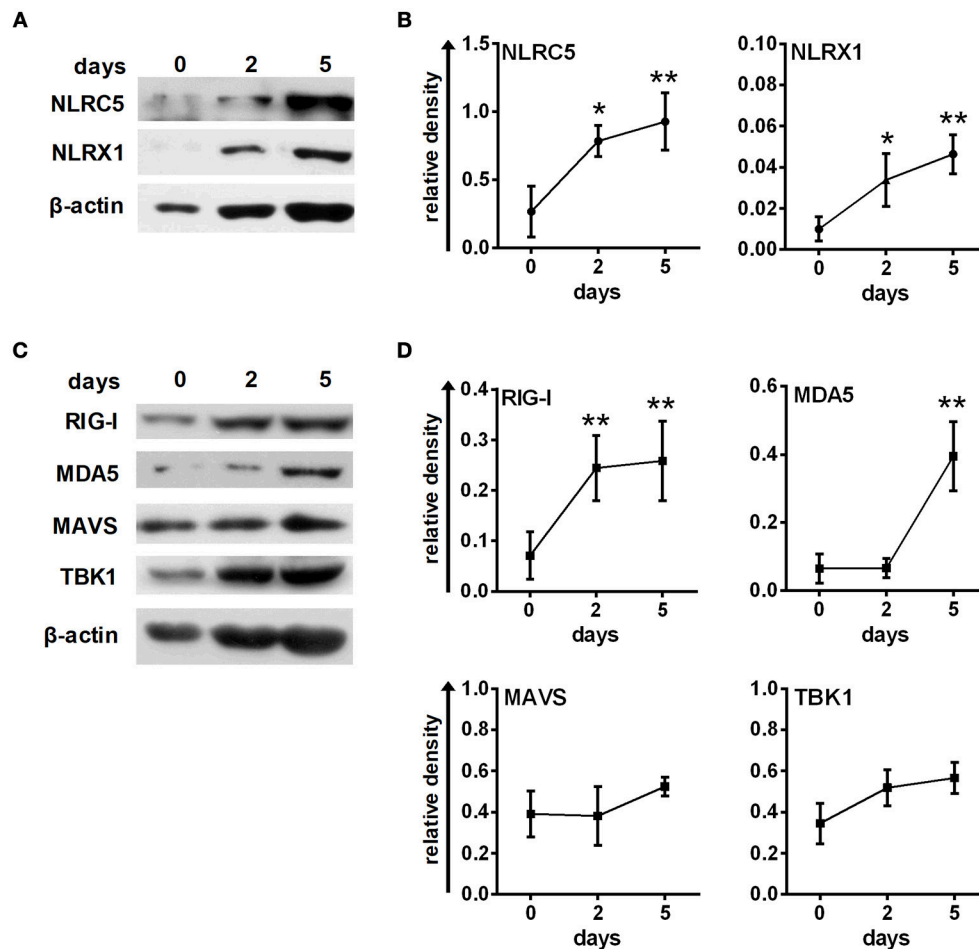 A
days 0 2 5
NLRC5
NLRX1
β-actin
B
NLRC5
relative density
1.5
1.0
0.5
0.0
*
**
0 2 5
days
NLRX1
0.10
0.08
0.06
0.04
0.02
0.00
*
**
0 2 5
days
C
days 0 2 5
RIG-I
MDA5
MAVS
TBK1
β-actin
D
RIG-I
relative density
0.4
0.3
0.2
0.1
0.0
**
**
0 2 5
days
MDA5
0.6
0.4
0.2
0.0
**
0 2 5
days
MAVS
relative density
1.0
0.8
0.6
0.4
0.2
0.0
0 2 5
days
TBK1
1.0
0.8
0.6
0.4
0.2
0.0
0 2 5
days